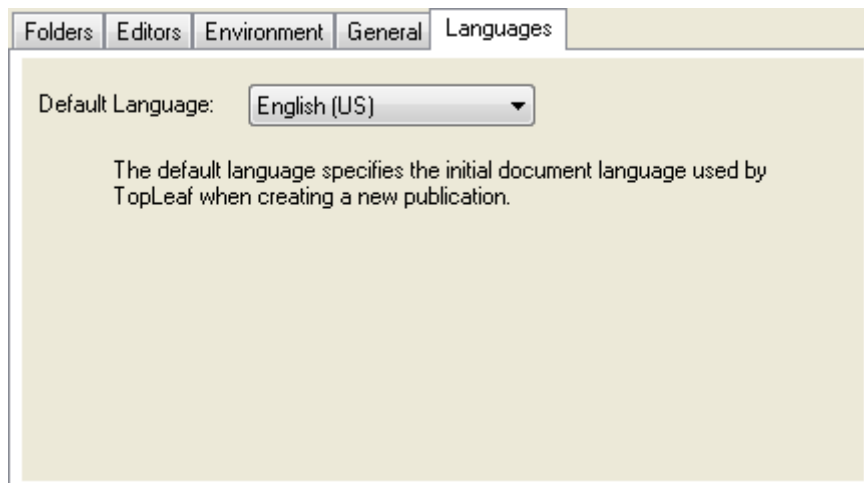 Folders Editors Environment General Languages
Default Language: English (US)
The default language specifies the initial document language used by
TopLeaf when creating a new publication.